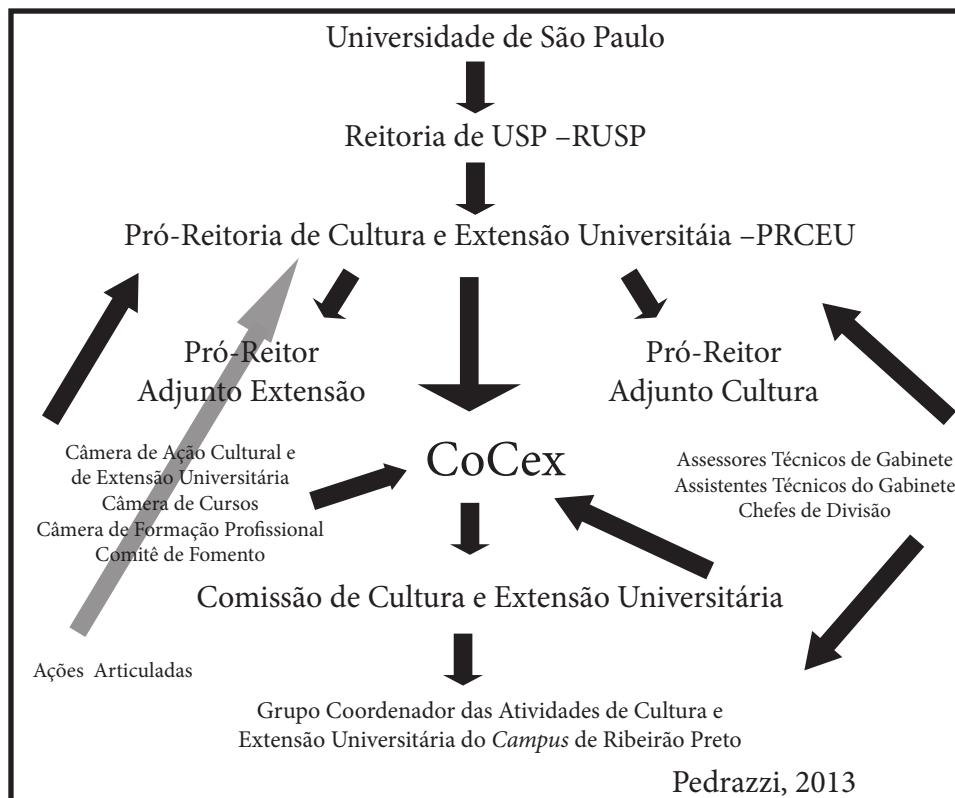 Universidade de São Paulo
Reitoria de USP –RUSP
Pró-Reitoria de Cultura e Extensão Universitáia –PRCEU
Pró-Reitor
Adjunto Extensão
Pró-Reitor
Adjunto Cultura
Câmera de Ação Cultural e
de Extensão Universitária
Câmera de Cursos
Câmera de Formação Profissional
Comitê de Fomento
CoCex
Assessores Técnicos de Gabinete
Assistentes Técnicos do Gabinete
Chefes de Divisão
Comissão de Cultura e Extensão Universitária
Ações Articuladas
Grupo Coordenador das Atividades de Cultura e
Extensão Universitária do Campus de Ribeirão Preto
Pedrazzi, 2013